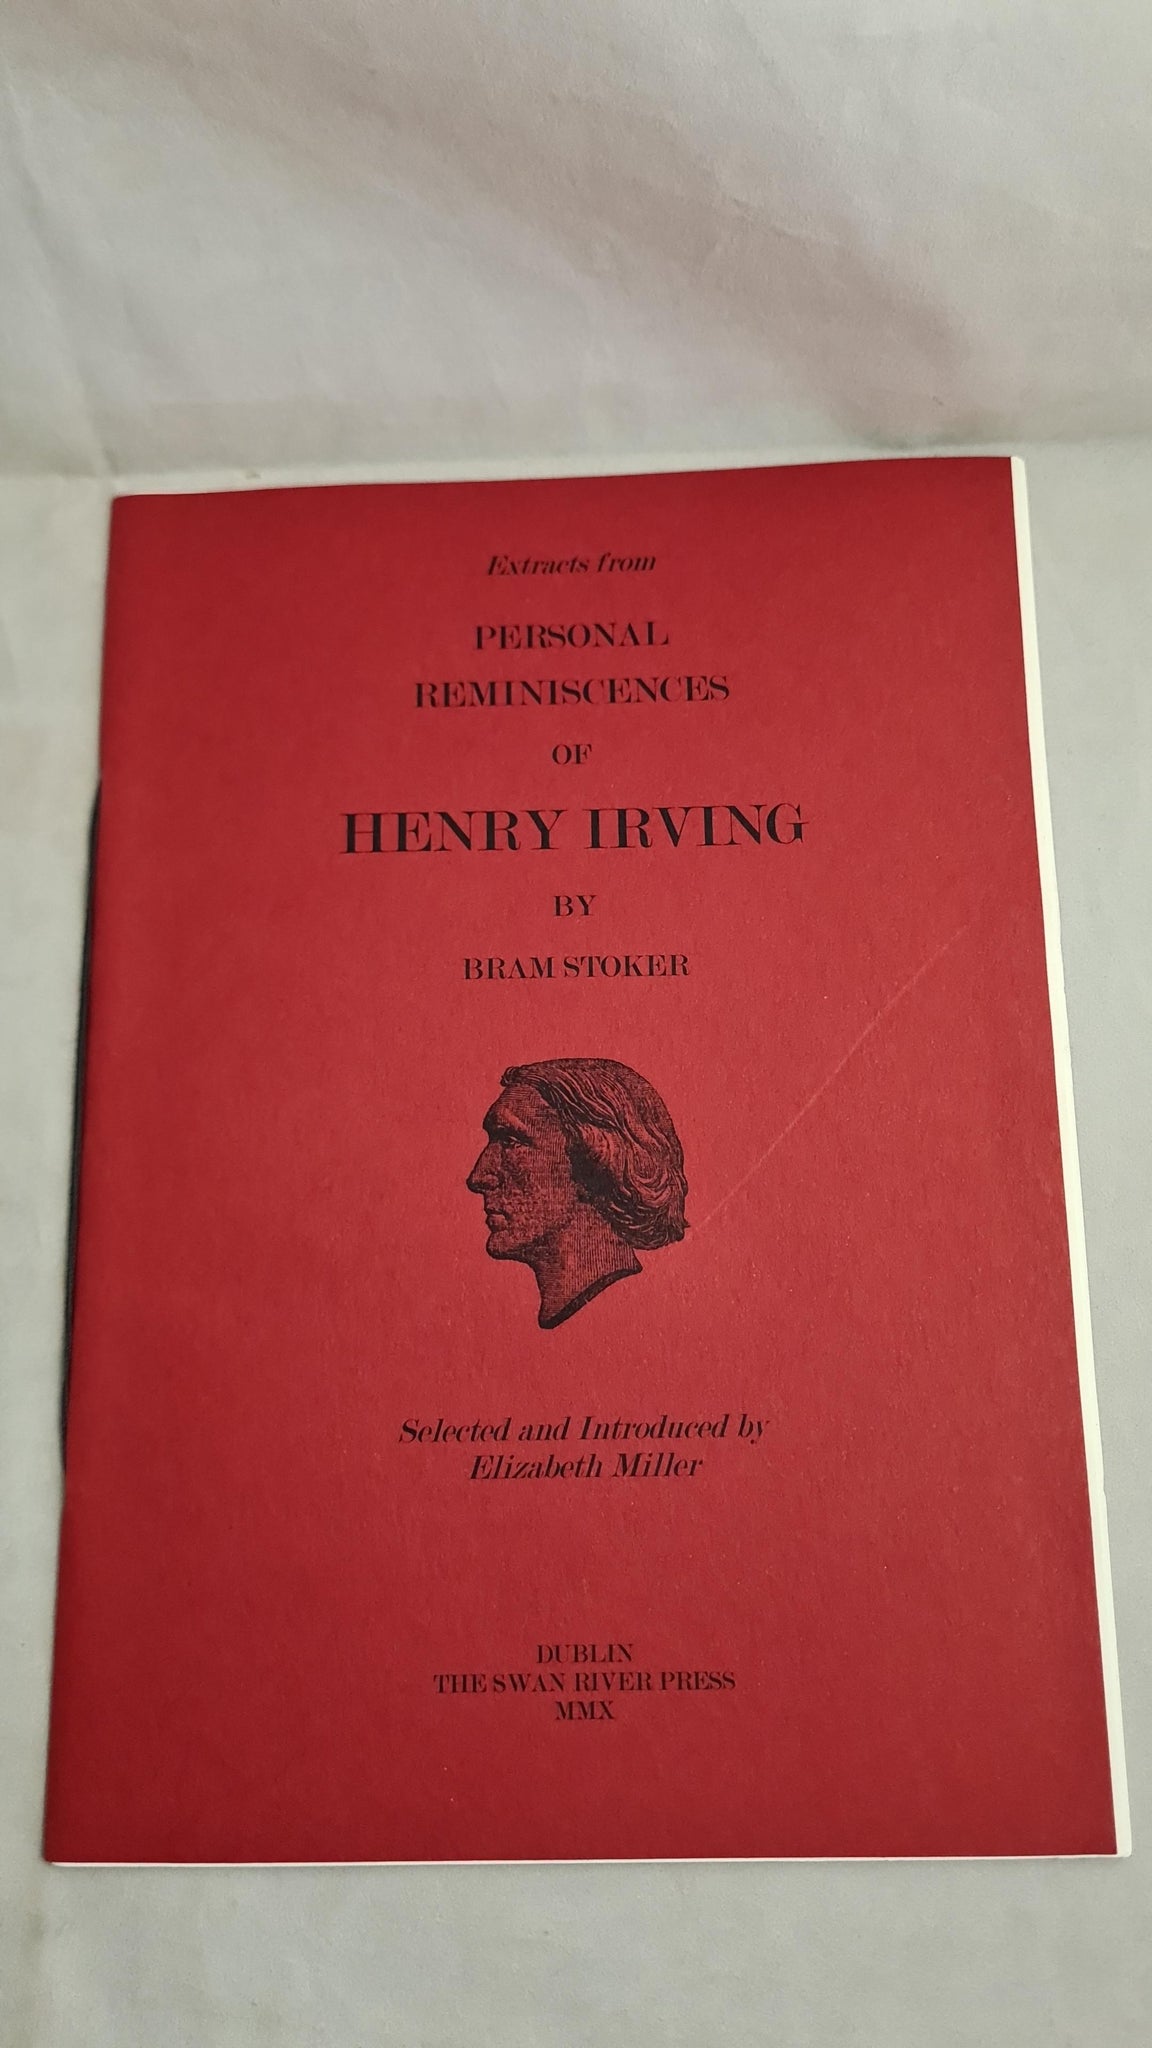 Extracts from
PERSONAL
REMINISCENCES
OF
HENRY IRVING
BY
BRAM STOKER
Selected and Introduced by
Elizabeth Miller
DUBLIN
THE SWAN RIVER PRESS
MMX